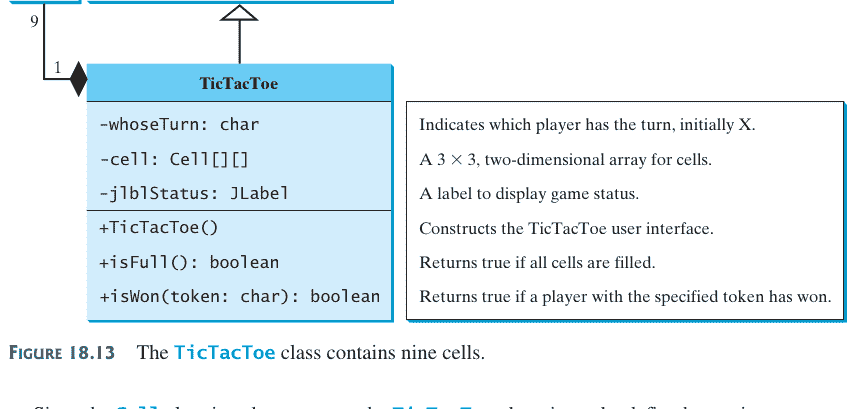 9
1
TicTacToe
-whoseTurn: char
Indicates which player has the turn, initially X.
-cell: Cell[][]
A 3 × 3, two-dimensional array for cells.
-jlblStatus: JLabel
A label to display game status.
+TicTacToe()
Constructs the TicTacToe user interface.
+isFull(): boolean
Returns true if all cells are filled.
+isWon(token: char): boolean
Returns true if a player with the specified token has won.
FIGURE 18.13 The TicTacToe class contains nine cells.